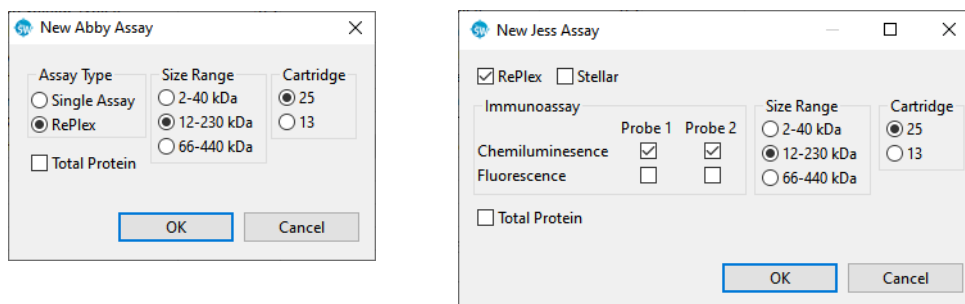 SW New Abby Assay
Assay Type
Single Assay
RePlex
Size Range
2-40 kDa
12-230 kDa
66-440 kDa
Cartridge
25
13
Total Protein
OK Cancel
SW New Jess Assay
RePlex Stellar
Immunoassay
Probe 1 Probe 2
Chemiluminesence
Fluorescence
Size Range
2-40 kDa
12-230 kDa
66-440 kDa
Cartridge
25
13
Total Protein
OK Cancel